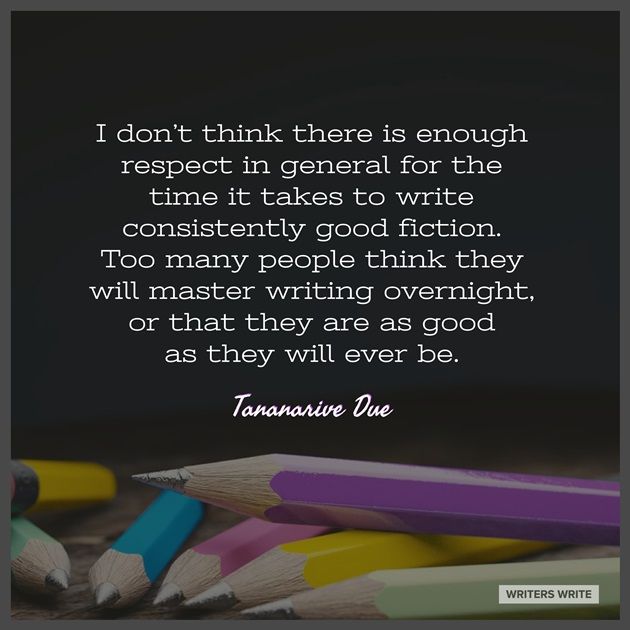 I don’t think there is enough
respect in general for the
time it takes to write
consistently good fiction.
Too many people think they
will master writing overnight,
or that they are as good
as they will ever be.
Tananarive Due
WRITERS WRITE